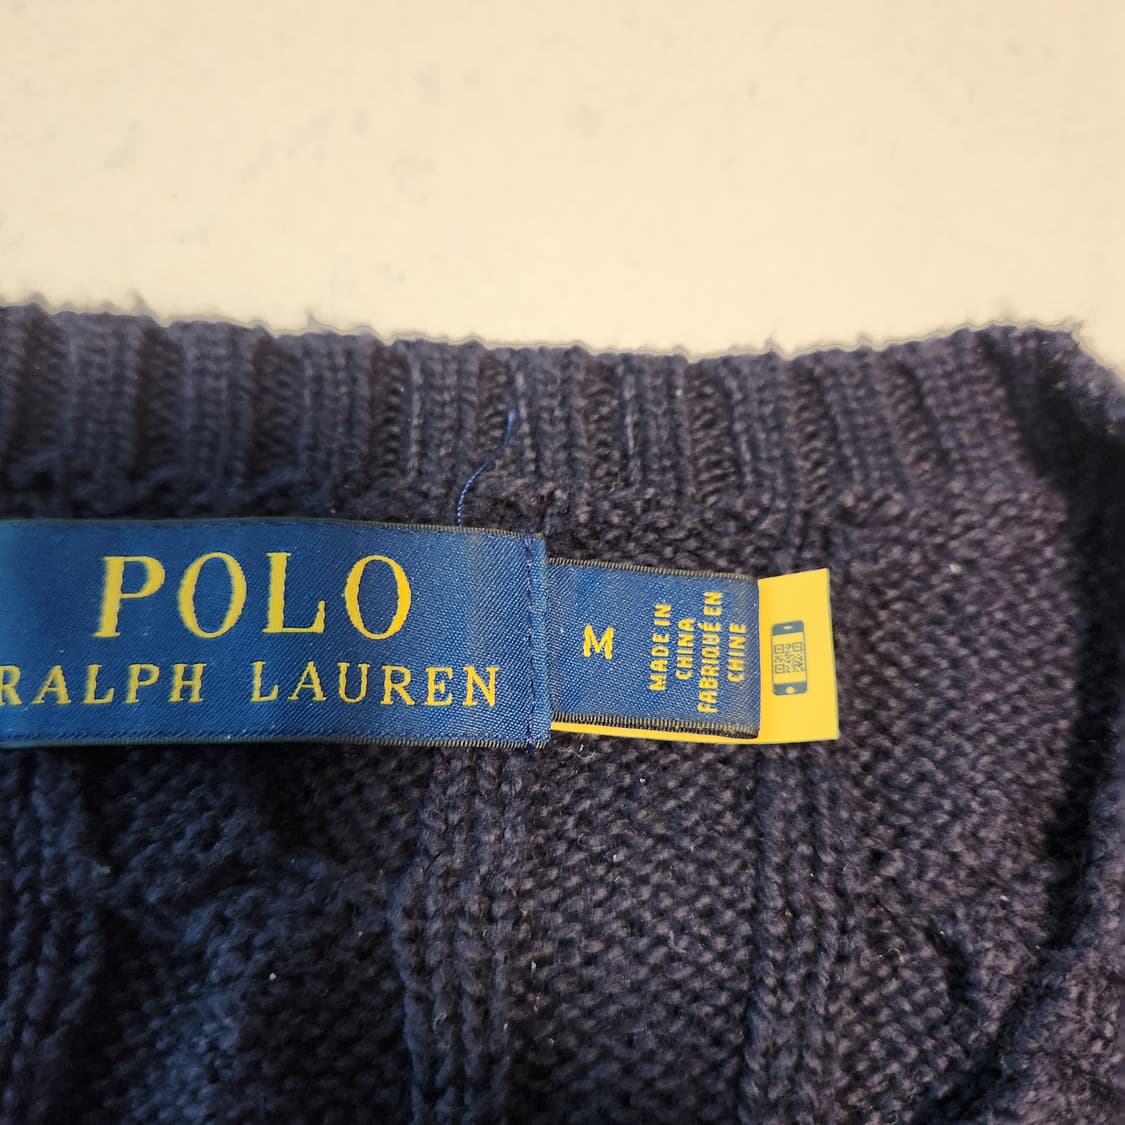 POLO
RALPH LAUREN
M
MADE IN
CHINA
FABRIQUÉ EN
CHINE